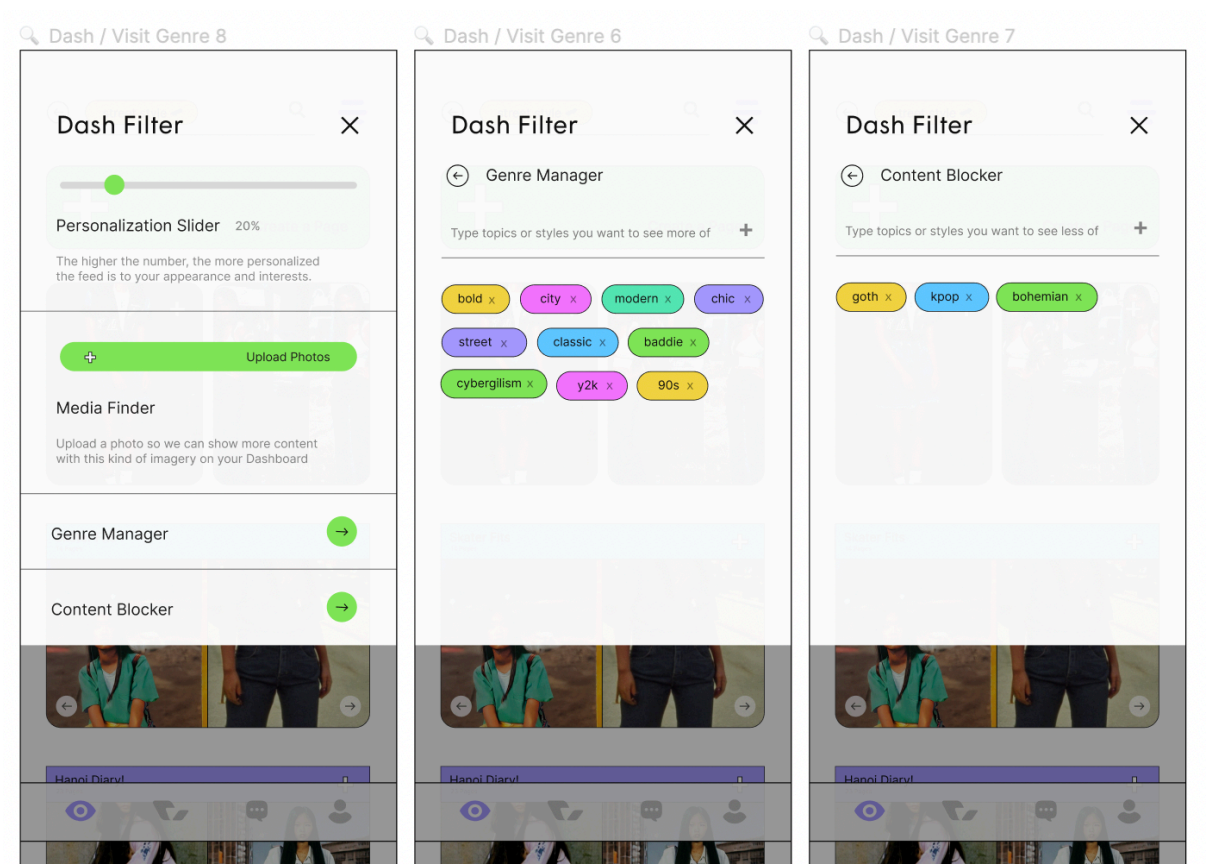 Dash / Visit Genre 8
Dash Filter
Personalization Slider 20%
The higher the number, the more personalized
the feed is to your appearance and interests.
Upload Photos
Media Finder
Upload a photo so we can show more content
with this kind of imagery on your Dashboard
Genre Manager
Content Blocker
Hanoi Diary!
Dash / Visit Genre 6
Dash Filter
Genre Manager
Type topics or styles you want to see more of
bold x
city x
modern x
chic x
street x
classic x
baddie x
cybergilism x
y2k x
90s x
Hanoi Diary!
Dash / Visit Genre 7
Dash Filter
Content Blocker
Type topics or styles you want to see less of
goth x
kpop x
bohemian x
Hanoi Diary!